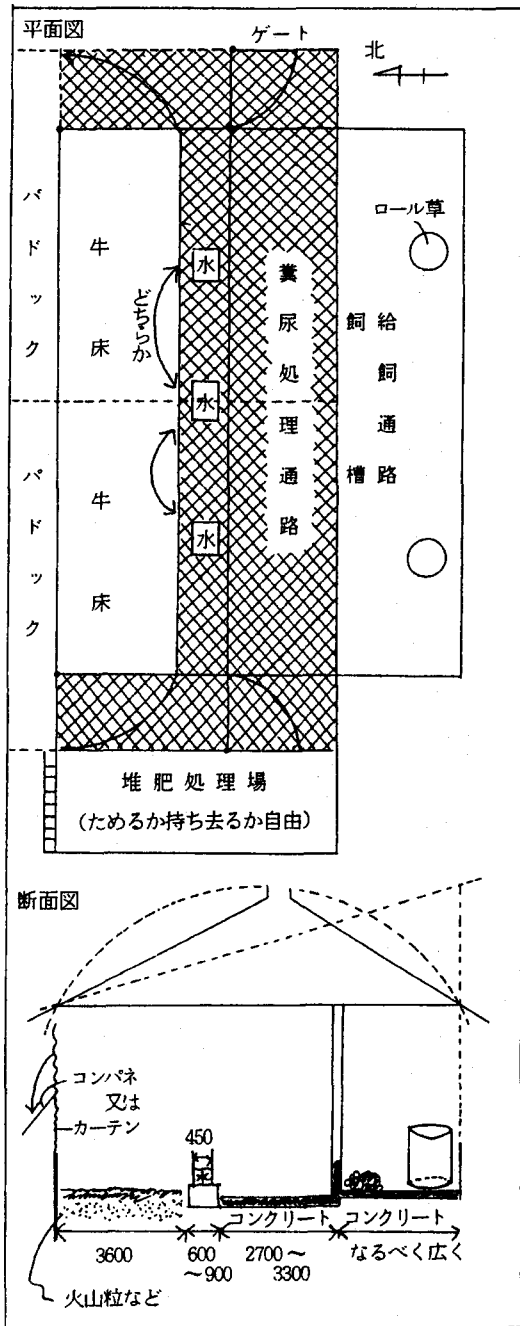 平面図
ゲート
北
パドック
パドック
牛床
牛床
どちらか
水
水
水
糞尿処理通路
飼槽
給飼通路
ロール草
堆肥処理場
(ためるか持ち去るか自由)
断面図
コンパネ
又は
カーテン
450
水
コンクリート
コンクリート
3600
600
~900
2700~
3300
なるべく広く
火山粒など